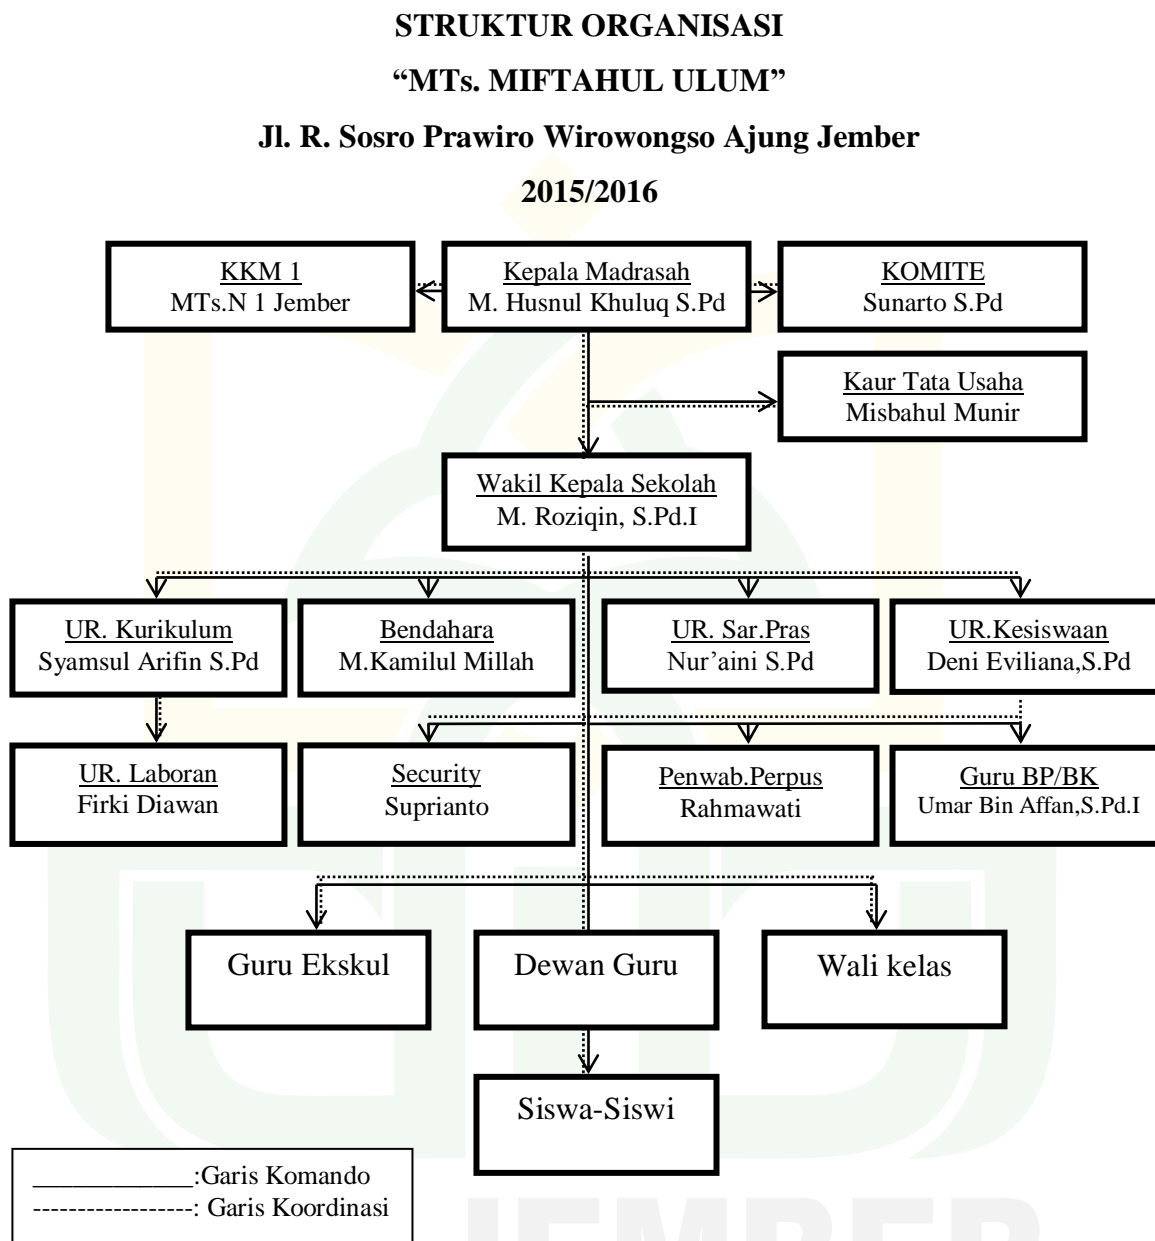 STRUKTUR ORGANISASI
“MTs. MIFTAHUL ULUM”
Jl. R. Sosro Prawiro Wirowongso Ajung Jember
2015/2016
KKM 1
MTs.N 1 Jember
Kepala Madrasah
M. Husnul Khuluq S.Pd
KOMITE
Sunarto S.Pd
Kaur Tata Usaha
Misbahul Munir
Wakil Kepala Sekolah
M. Roziqin, S.Pd.I
UR. Kurikulum
Syamsul Arifin S.Pd
Bendahara
M.Kamilul Millah
UR. Sar.Pras
Nur’aini S.Pd
UR.Kesiswaan
Deni Eviliana,S.Pd
UR. Laboran
Firki Diawan
Security
Suprianto
Penwab.Perpus
Rahmawati
Guru BP/BK
Umar Bin Affan,S.Pd.I
Guru Ekskul
Dewan Guru
Wali kelas
Siswa-Siswi
____________:Garis Komando
------------------: Garis Koordinasi
JEMBER